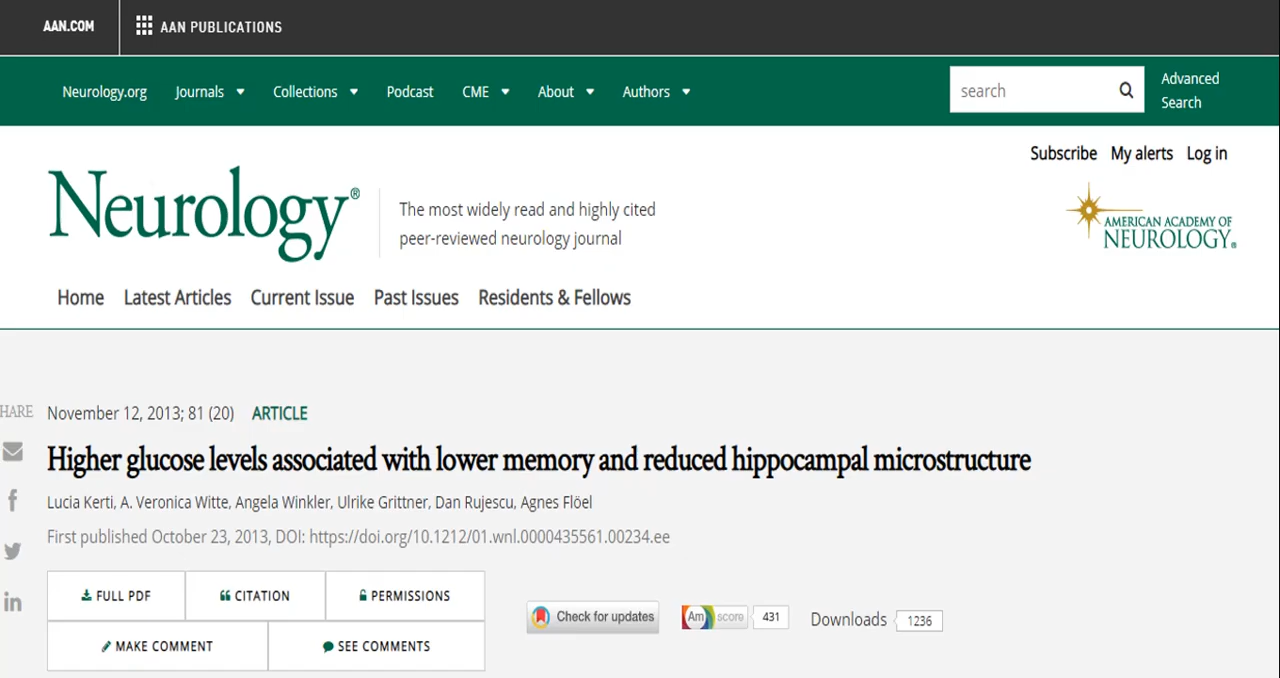 AAN.COM
AAN PUBLICATIONS
Neurology.org Journals Collections Podcast CME About Authors
search
Advanced
Search
Subscribe My alerts Log in
Neurology®
The most widely read and highly cited
peer-reviewed neurology journal
AMERICAN ACADEMY OF
NEUROLOGY®
Home Latest Articles Current Issue Past Issues Residents & Fellows
HARE
November 12, 2013; 81 (20) ARTICLE
Higher glucose levels associated with lower memory and reduced hippocampal microstructure
Lucia Kerti, A. Veronica Witte, Angela Winkler, Ulrike Grittner, Dan Rujescu, Agnes Flöel
First published October 23, 2013, DOI: https://doi.org/10.1212/01.wnl.0000435561.00234.ee
FULL PDF CITATION PERMISSIONS
MAKE COMMENT SEE COMMENTS
Check for updates
Am score 431
Downloads 1236